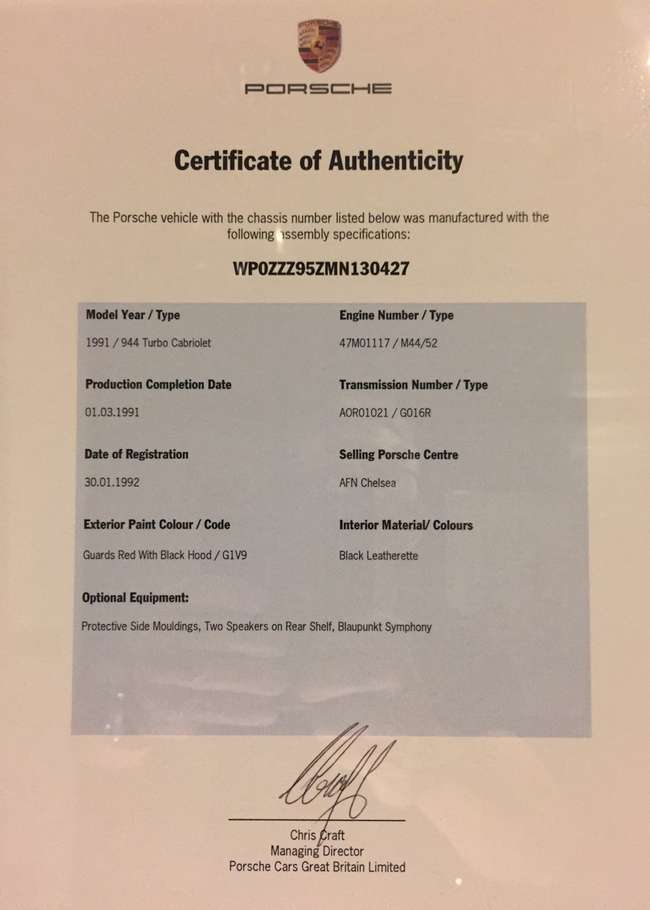 PORSCHE
PORSCHE
Certificate of Authenticity
The Porsche vehicle with the chassis number listed below was manufactured with the
following assembly specifications:
WP0ZZZ95ZMN130427
Model Year / Type
Engine Number / Type
1991 / 944 Turbo Cabriolet
47M01117 / M44/52
Production Completion Date
Transmission Number / Type
01.03.1991
AOR01021 / G016R
Date of Registration
Selling Porsche Centre
30.01.1992
AFN Chelsea
Exterior Paint Colour / Code
Interior Material/ Colours
Guards Red With Black Hood / G1V9
Black Leatherette
Optional Equipment:
Protective Side Mouldings, Two Speakers on Rear Shelf, Blaupunkt Symphony
Chris Craft
Managing Director
Porsche Cars Great Britain Limited